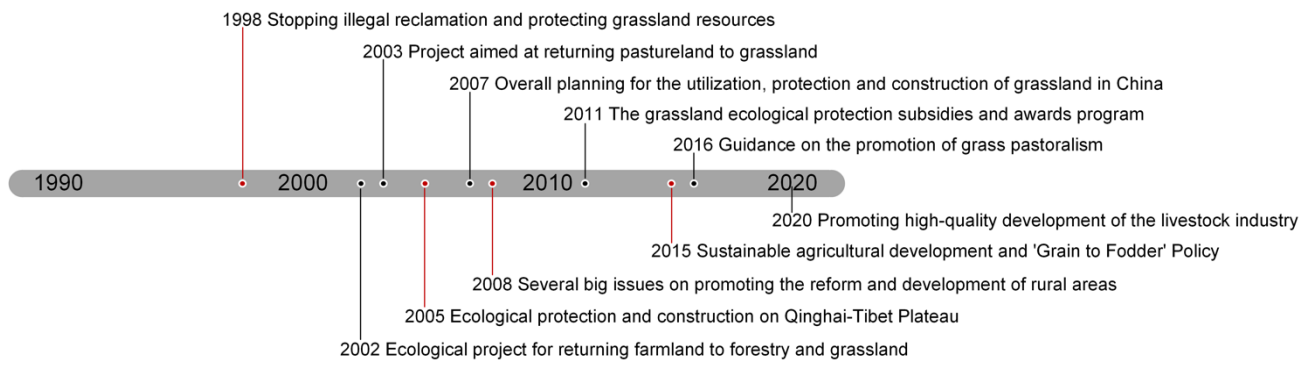 1998 Stopping illegal reclamation and protecting grassland resources
2003 Project aimed at returning pastureland to grassland
2007 Overall planning for the utilization, protection and construction of grassland in China
2011 The grassland ecological protection subsidies and awards program
2016 Guidance on the promotion of grass pastoralism
1990 2000 2010 2020
2020 Promoting high-quality development of the livestock industry
2015 Sustainable agricultural development and 'Grain to Fodder' Policy
2008 Several big issues on promoting the reform and development of rural areas
2005 Ecological protection and construction on Qinghai-Tibet Plateau
2002 Ecological project for returning farmland to forestry and grassland